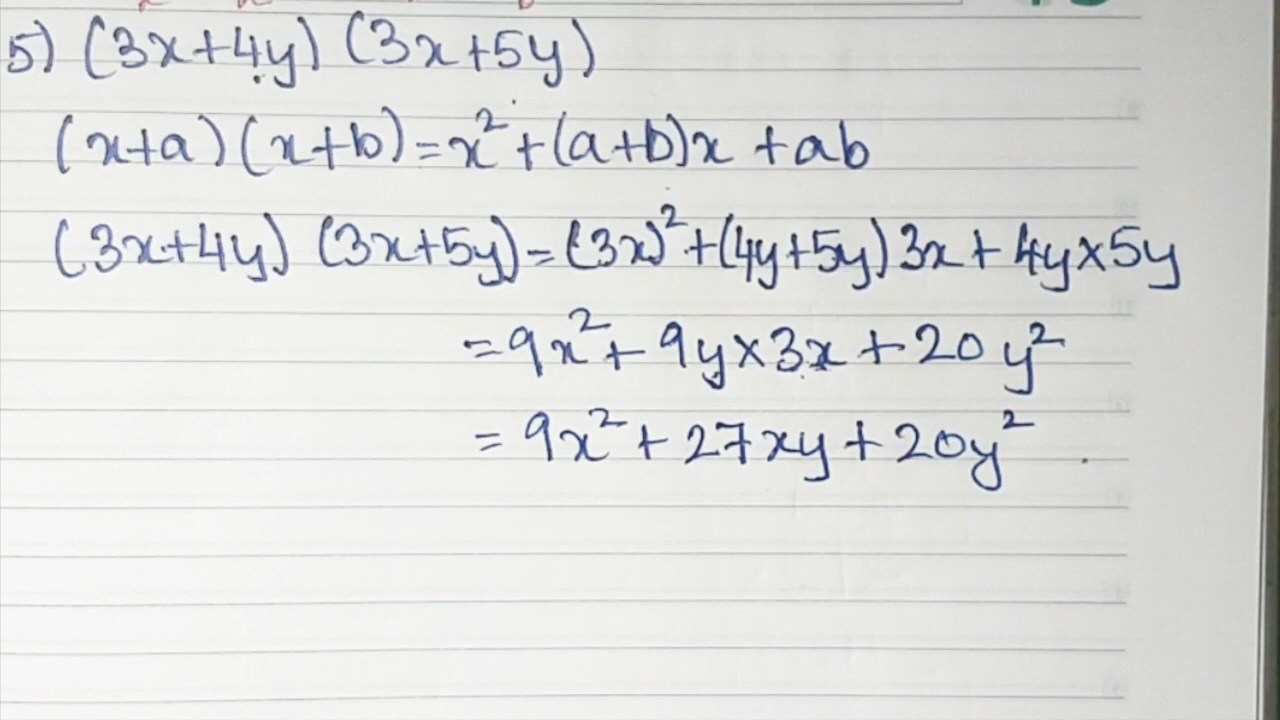 5) (3x+4y) (3x+5y)
(x+a)(x+b)=x²+(a+b)x +ab
(3x+4y) (3x+5y)=(3x)²+(4y+5y)3x+4y×5y
=9x²+9y×3x+20y²
=9x²+27xy+20y²